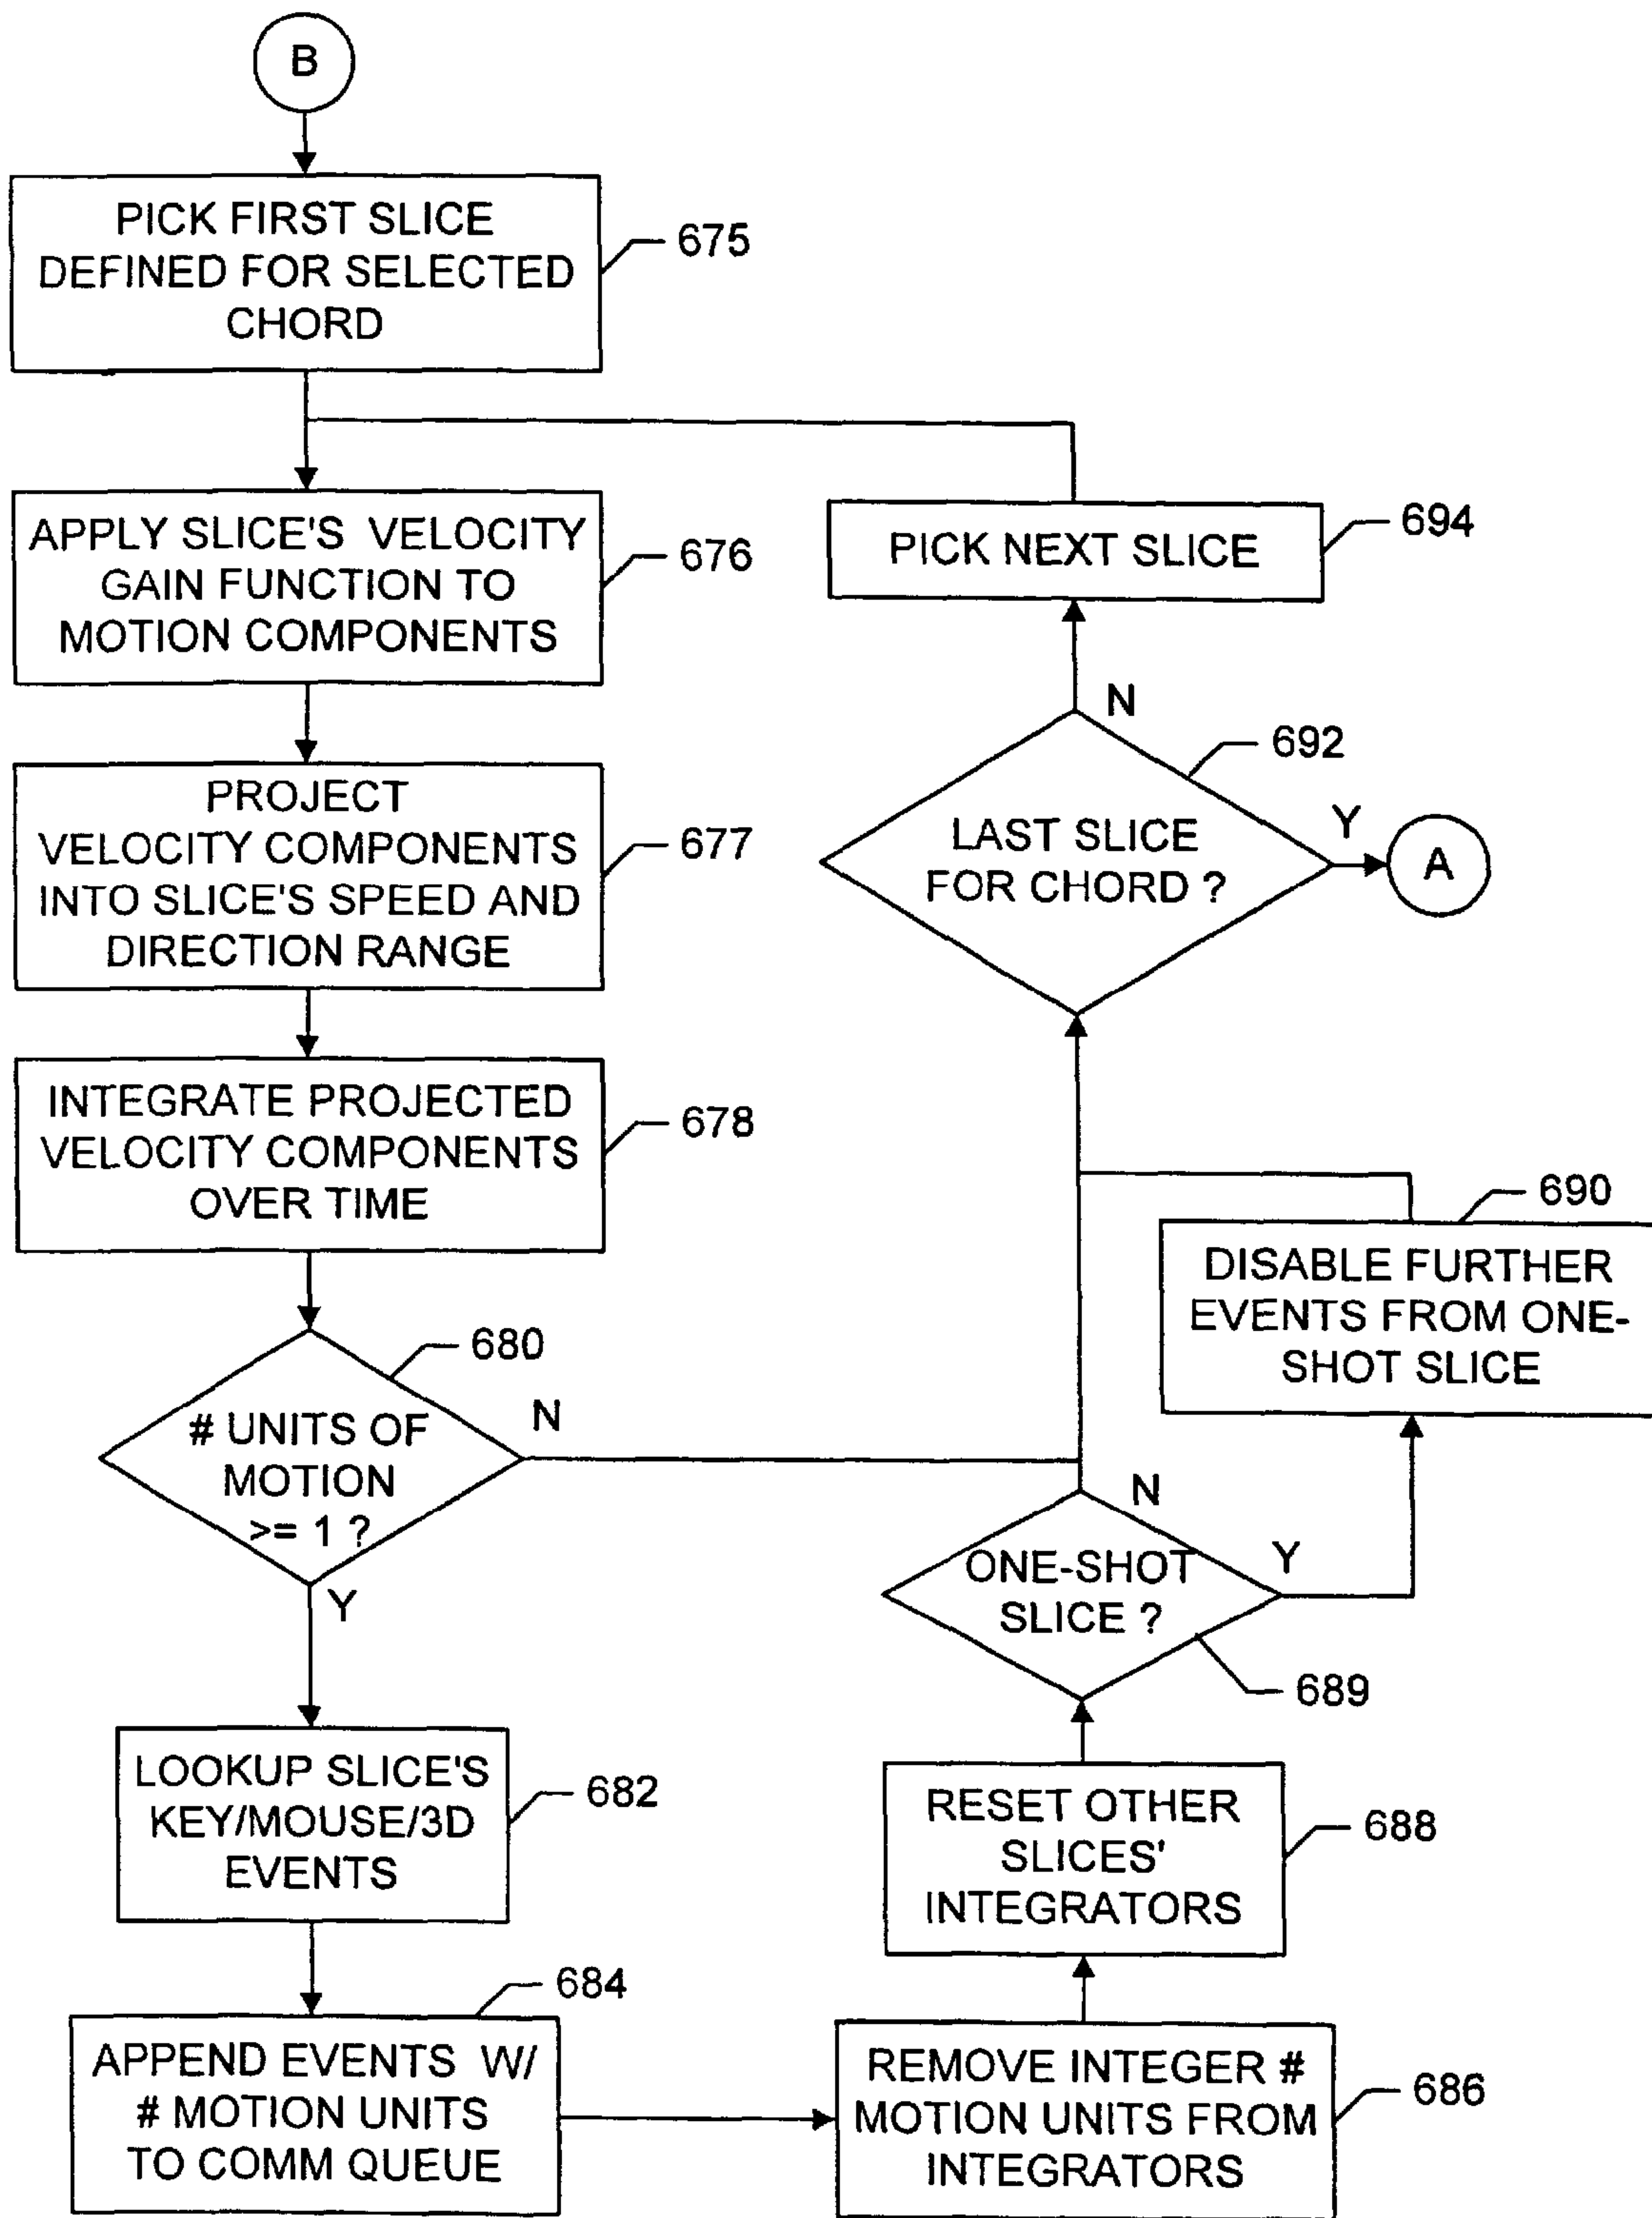 B
PICK FIRST SLICE
DEFINED FOR SELECTED
CHORD
675
APPLY SLICE'S VELOCITY
GAIN FUNCTION TO
MOTION COMPONENTS
676
PROJECT
VELOCITY COMPONENTS
INTO SLICE'S SPEED AND
DIRECTION RANGE
677
INTEGRATE PROJECTED
VELOCITY COMPONENTS
OVER TIME
678
# UNITS OF
MOTION
>= 1 ?
680
N
Y
LOOKUP SLICE'S
KEY/MOUSE/3D
EVENTS
682
APPEND EVENTS W/
# MOTION UNITS
TO COMM QUEUE
684
REMOVE INTEGER #
MOTION UNITS FROM
INTEGRATORS
686
RESET OTHER
SLICES'
INTEGRATORS
688
ONE-SHOT
SLICE ?
689
N
Y
DISABLE FURTHER
EVENTS FROM ONE-
SHOT SLICE
690
LAST SLICE
FOR CHORD ?
692
N
Y
A
PICK NEXT SLICE
694